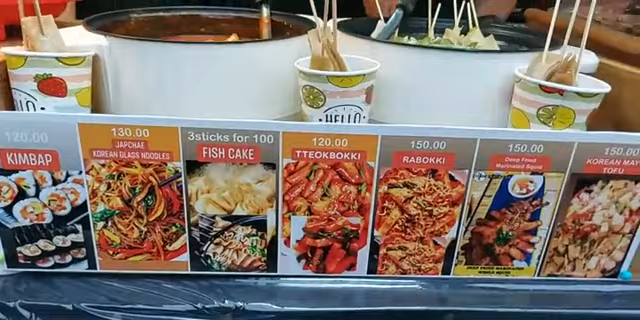 HELLO
120.00
KIMBAP
130.00
JAPCHAE
KOREAN GLASS NOODLES
3sticks for 100
FISH CAKE
120.00
TTEOKBOKKI
150.00
RABOKKI
150.00
Deep Fried
Marinated Squid
150.00
KOREAN MAY
TOFU